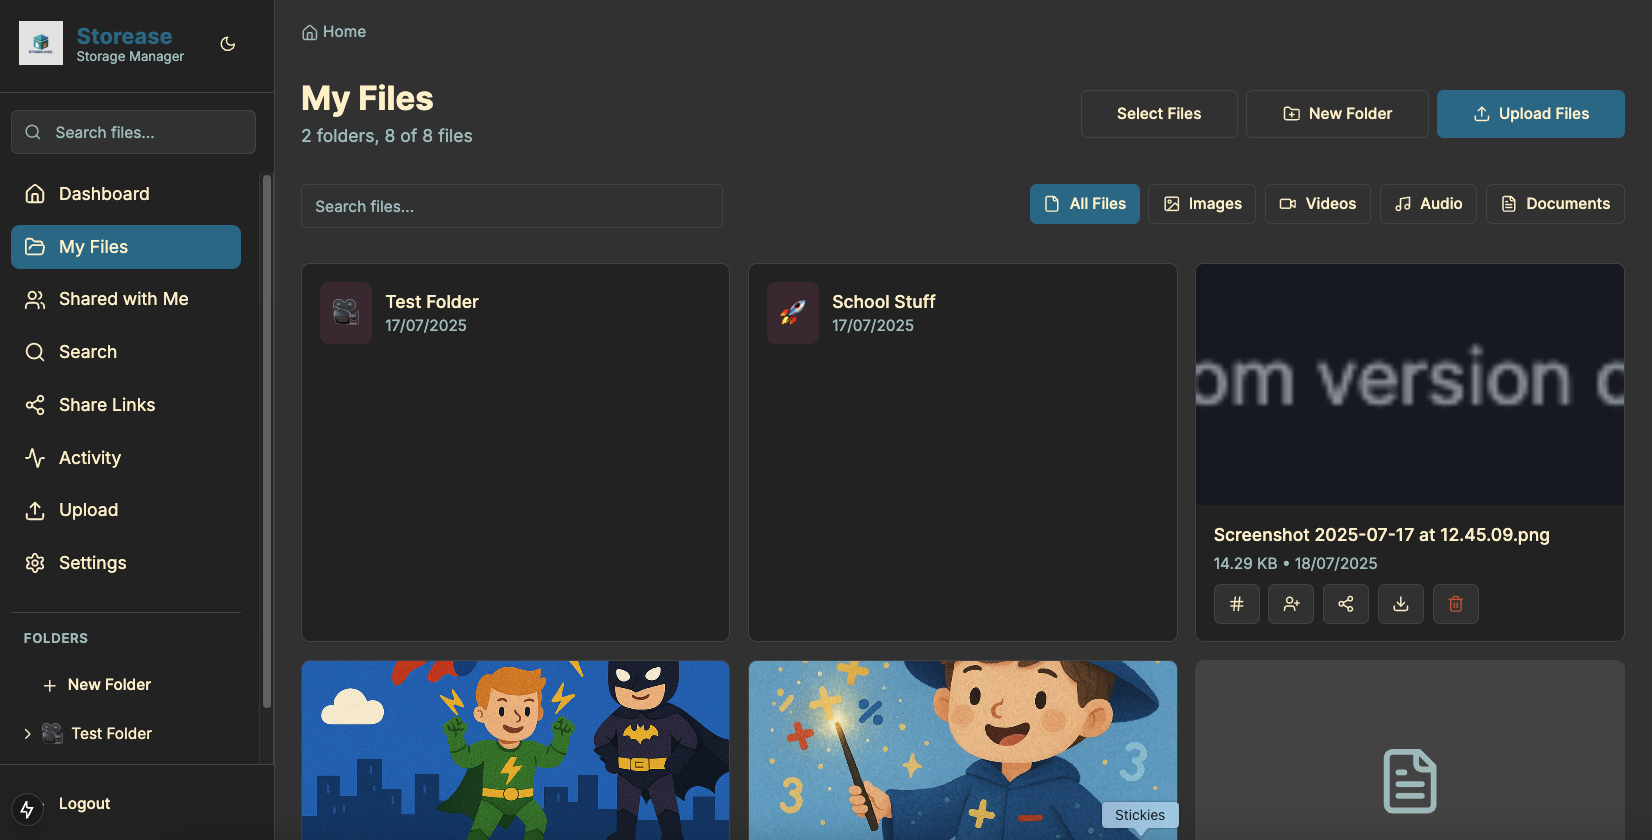 Storease
Storage Manager
Search files...
Dashboard
My Files
Shared with Me
Search
Share Links
Activity
Upload
Settings
FOLDERS
New Folder
Test Folder
Logout
Home
My Files
2 folders, 8 of 8 files
Select Files
New Folder
Upload Files
Search files...
All Files
Images
Videos
Audio
Documents
Test Folder
17/07/2025
School Stuff
17/07/2025
om version
Screenshot 2025-07-17 at 12.45.09.png
14.29 KB • 18/07/2025
3
3
Stickies